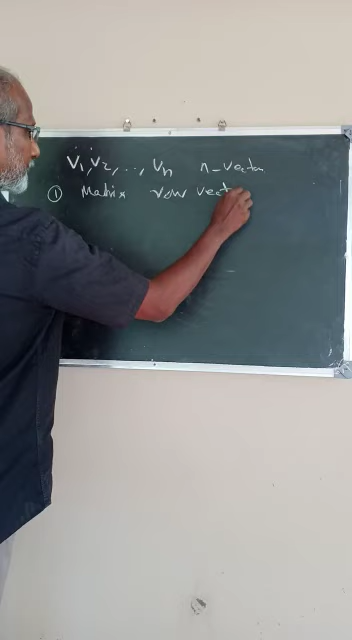 V1, V2, ..., Vn n-vector
① Matrix row vect